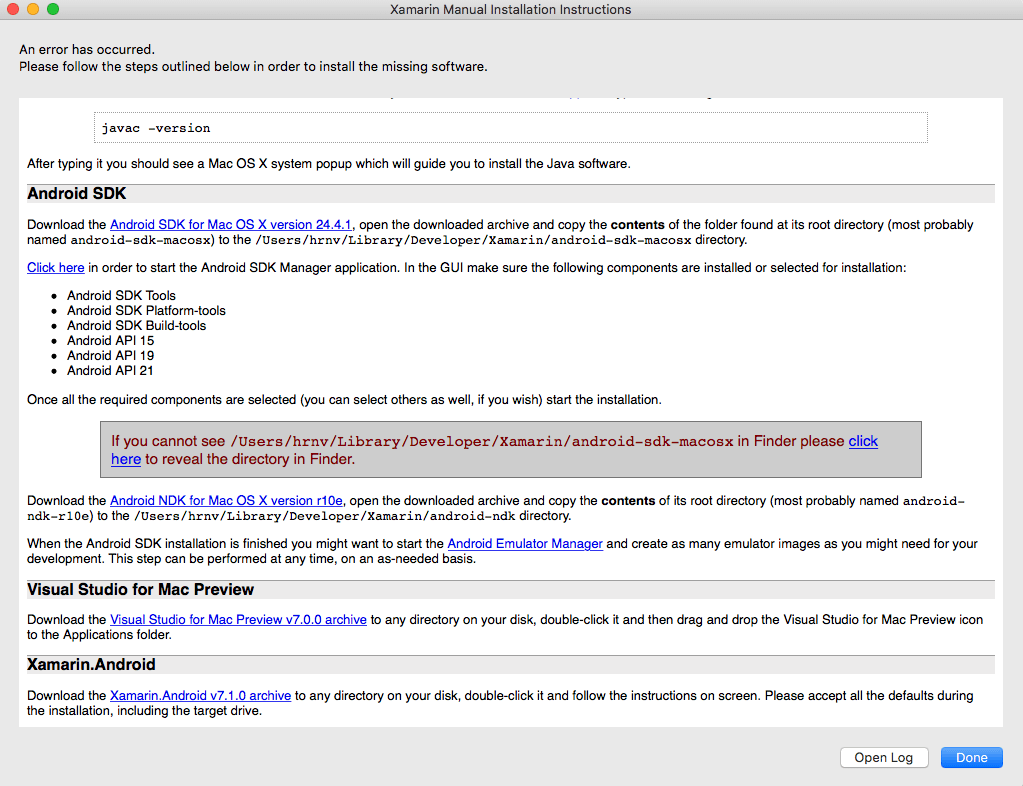 Xamarin Manual Installation Instructions
An error has occurred.
Please follow the steps outlined below in order to install the missing software.
javac -version
After typing it you should see a Mac OS X system popup which will guide you to install the Java software.
Android SDK
Download the Android SDK for Mac OS X version 24.4.1, open the downloaded archive and copy the contents of the folder found at its root directory (most probably
named android-sdk-macosx) to the /Users/hrnv/Library/Developer/Xamarin/android-sdk-macosx directory.
Click here in order to start the Android SDK Manager application. In the GUI make sure the following components are installed or selected for installation:
• Android SDK Tools
• Android SDK Platform-tools
• Android SDK Build-tools
• Android API 15
• Android API 19
• Android API 21
Once all the required components are selected (you can select others as well, if you wish) start the installation.
If you cannot see /Users/hrnv/Library/Developer/Xamarin/android-sdk-macosx in Finder please click
here to reveal the directory in Finder.
Download the Android NDK for Mac OS X version r10e, open the downloaded archive and copy the contents of its root directory (most probably named android-
ndk-r10e) to the /Users/hrnv/Library/Developer/Xamarin/android-ndk directory.
When the Android SDK installation is finished you might want to start the Android Emulator Manager and create as many emulator images as you might need for your
development. This step can be performed at any time, on an as-needed basis.
Visual Studio for Mac Preview
Download the Visual Studio for Mac Preview v7.0.0 archive to any directory on your disk, double-click it and then drag and drop the Visual Studio for Mac Preview icon
to the Applications folder.
Xamarin.Android
Download the Xamarin.Android v7.1.0 archive to any directory on your disk, double-click it and follow the instructions on screen. Please accept all the defaults during
the installation, including the target drive.
Open Log
Done